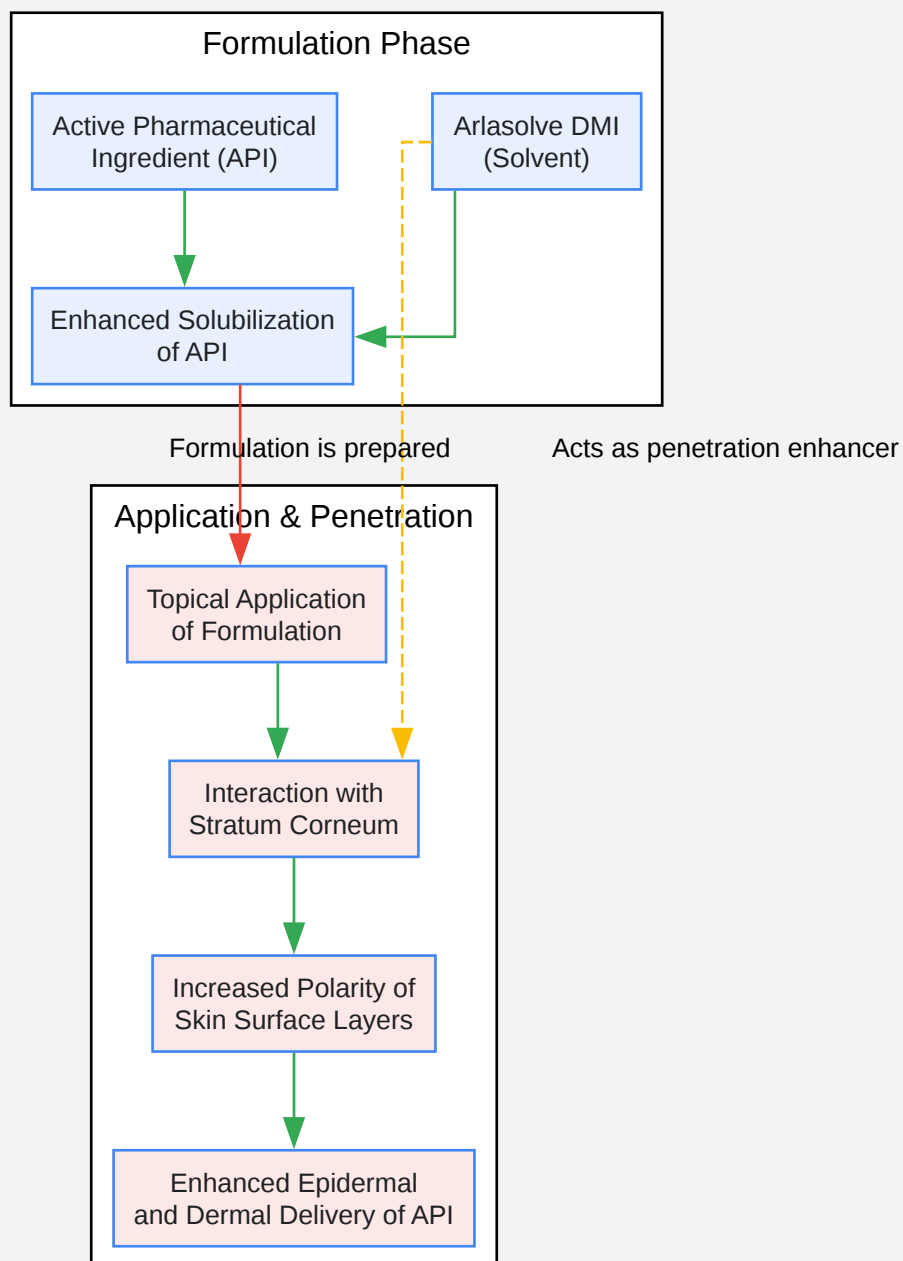 Formulation Phase
Active Pharmaceutical
Ingredient (API)
Arlasolve DMI
(Solvent)
Enhanced Solubilization
of API
Formulation is prepared
Acts as penetration enhancer
Application & Penetration
Topical Application
of Formulation
Interaction with
Stratum Corneum
Increased Polarity of
Skin Surface Layers
Enhanced Epidermal
and Dermal Delivery of API